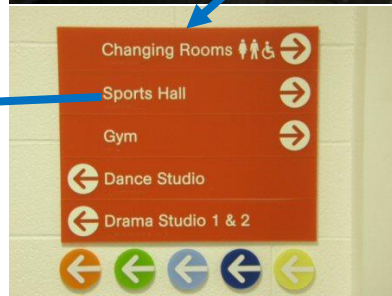 Changing Rooms
Sports Hall
Gym
Dance Studio
Drama Studio 1 & 2